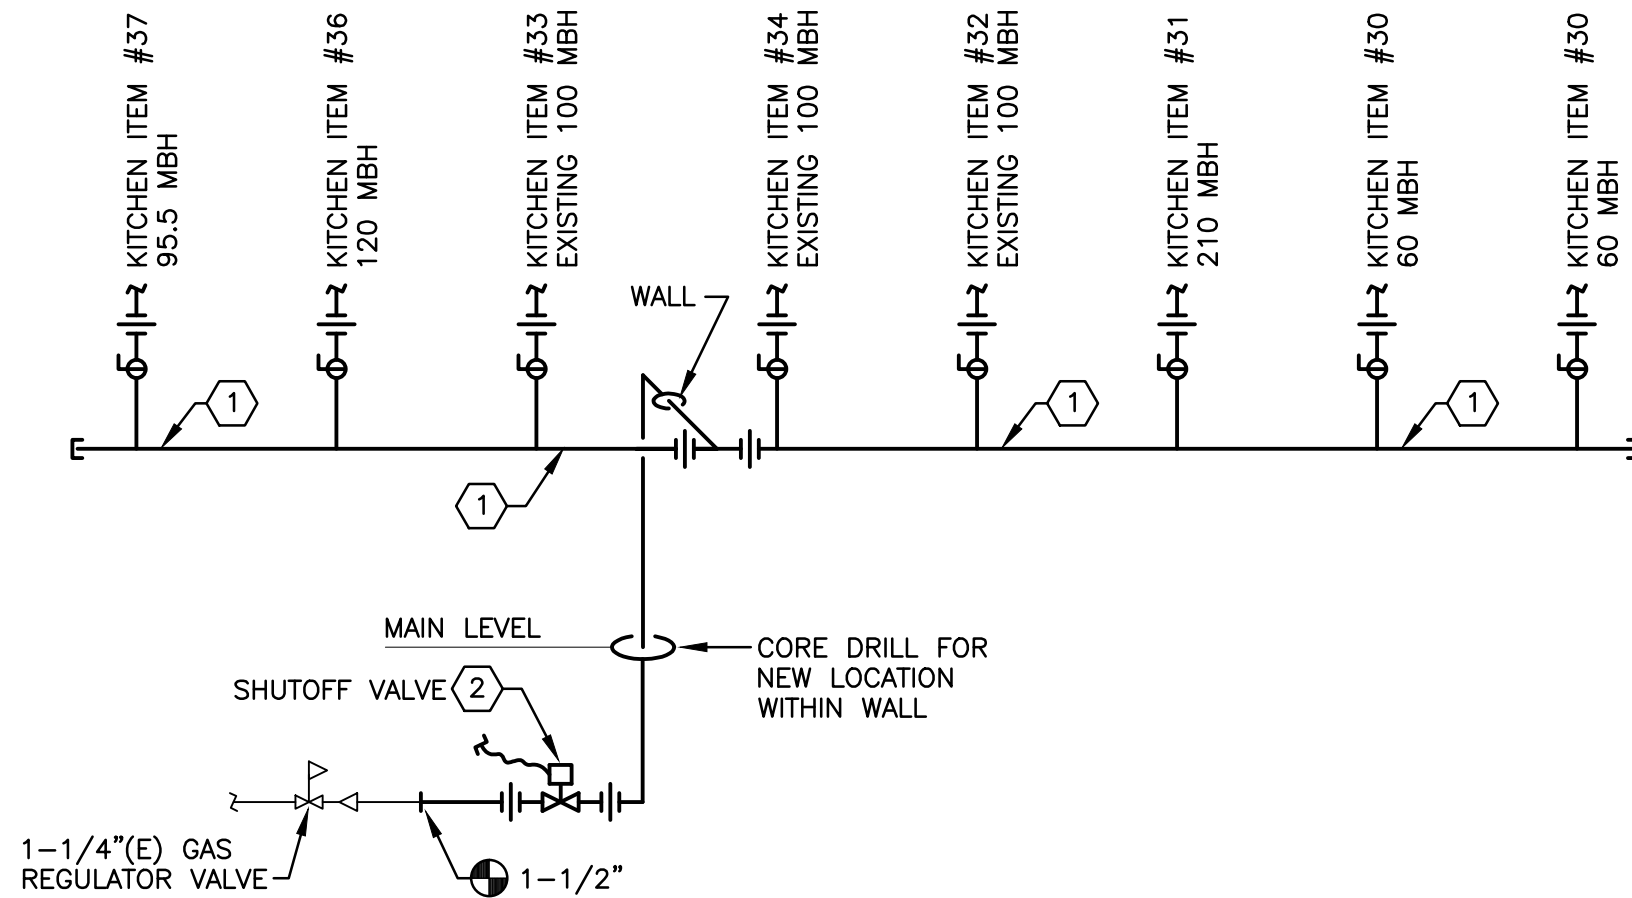 KITCHEN ITEM #37
95.5 MBH
KITCHEN ITEM #36
120 MBH
KITCHEN ITEM #33
EXISTING 100 MBH
KITCHEN ITEM #34
EXISTING 100 MBH
KITCHEN ITEM #32
EXISTING 100 MBH
KITCHEN ITEM #31
210 MBH
KITCHEN ITEM #30
60 MBH
KITCHEN ITEM #30
60 MBH
WALL
1
1
1
1
MAIN LEVEL
CORE DRILL FOR
NEW LOCATION
WITHIN WALL
SHUTOFF VALVE 2
1-1/4"(E) GAS
REGULATOR VALVE
1-1/2"